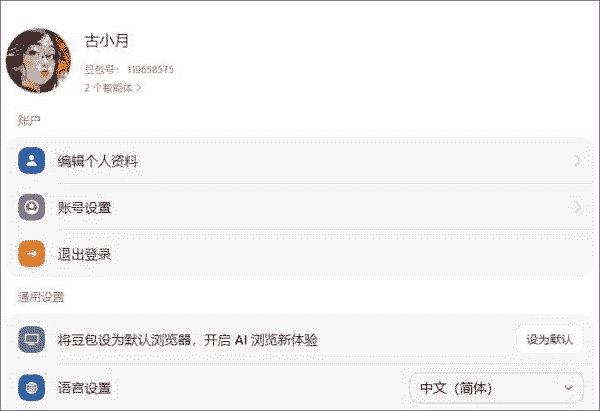 古小月
豆包号： 119658575
2 个智能体 >
账户
编辑个人资料
账号设置
退出登录
通用设置
将豆包设为默认浏览器，开启 AI 浏览新体验
设为默认
语言设置
中文（简体）